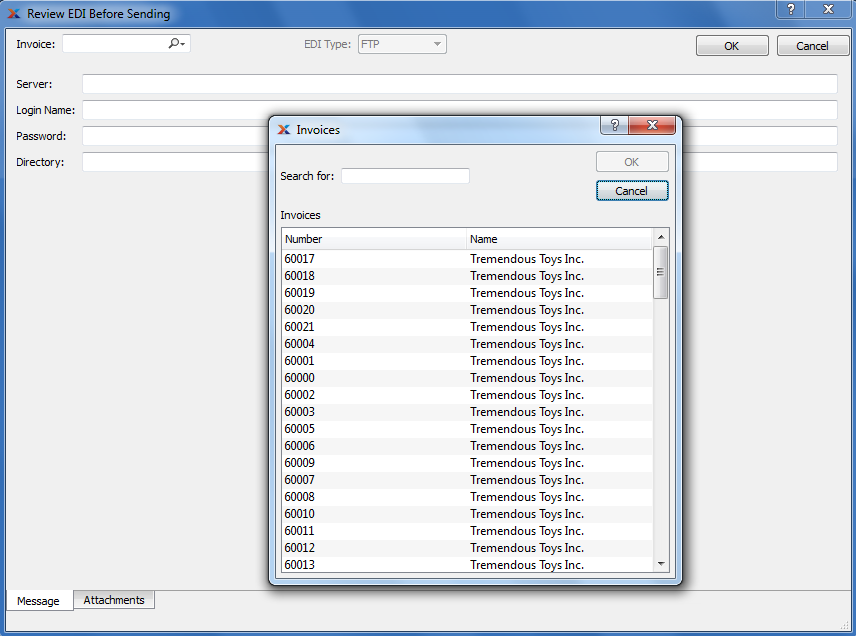 Review EDI Before Sending
Invoice: EDI Type: FTP OK Cancel
Server:
Login Name:
Password:
Directory:
Invoices
OK
Search for:
Cancel
Invoices
Number Name
60017 Tremendous Toys Inc.
60018 Tremendous Toys Inc.
60019 Tremendous Toys Inc.
60020 Tremendous Toys Inc.
60021 Tremendous Toys Inc.
60004 Tremendous Toys Inc.
60001 Tremendous Toys Inc.
60000 Tremendous Toys Inc.
60002 Tremendous Toys Inc.
60003 Tremendous Toys Inc.
60005 Tremendous Toys Inc.
60006 Tremendous Toys Inc.
60009 Tremendous Toys Inc.
60007 Tremendous Toys Inc.
60008 Tremendous Toys Inc.
60010 Tremendous Toys Inc.
60011 Tremendous Toys Inc.
60012 Tremendous Toys Inc.
60013 Tremendous Toys Inc.
Message Attachments